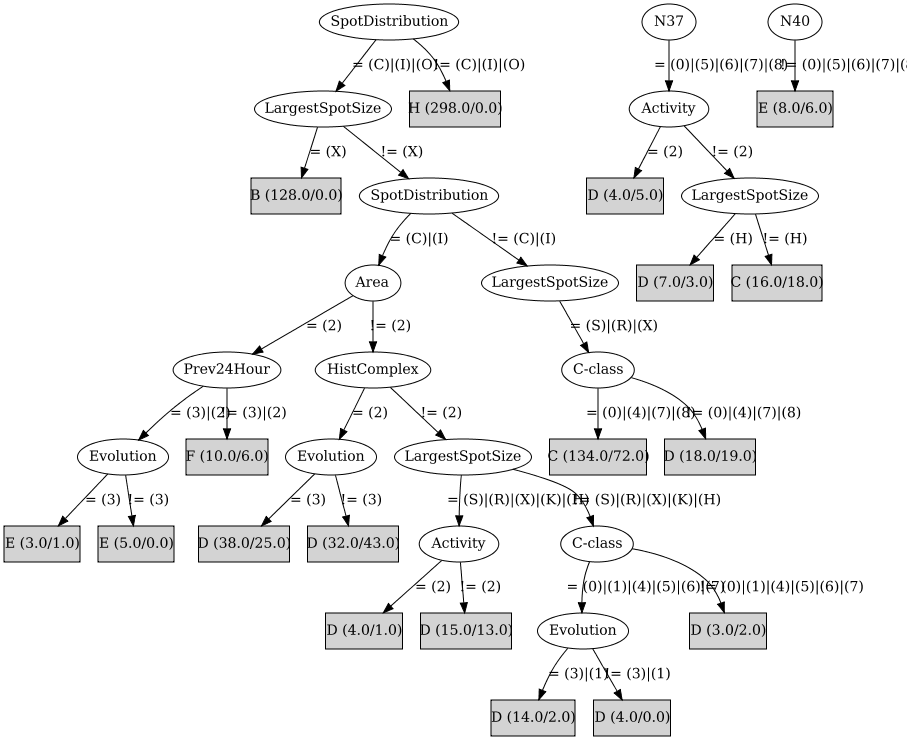 SpotDistribution
N37
N40
= (C)|(I)|(O)
!= (C)|(I)|(O)
= (0)|(5)|(6)|(7)|(8)
!= (0)|(5)|(6)|(7)|(8
LargestSpotSize
H (298.0/0.0)
Activity
E (8.0/6.0)
= (X)
!= (X)
= (2)
!= (2)
B (128.0/0.0)
SpotDistribution
D (4.0/5.0)
LargestSpotSize
= (C)|(I)
!= (C)|(I)
= (H)
!= (H)
Area
LargestSpotSize
D (7.0/3.0)
C (16.0/18.0)
= (2)
!= (2)
= (S)|(R)|(X)
Prev24Hour
HistComplex
C-class
= (3)|(2)
!= (3)|(2)
= (2)
!= (2)
= (0)|(4)|(7)|(8)
!= (0)|(4)|(7)|(8)
Evolution
F (10.0/6.0)
Evolution
LargestSpotSize
C (134.0/72.0)
D (18.0/19.0)
= (3)
!= (3)
= (3)
!= (3)
= (S)|(R)|(X)|(K)|(H)
!= (S)|(R)|(X)|(K)|(H)
E (3.0/1.0)
E (5.0/0.0)
D (38.0/25.0)
D (32.0/43.0)
Activity
C-class
= (2)
!= (2)
= (0)|(1)|(4)|(5)|(6)|(7)
!= (0)|(1)|(4)|(5)|(6)|(7)
D (4.0/1.0)
D (15.0/13.0)
Evolution
D (3.0/2.0)
= (3)|(1)
!= (3)|(1)
D (14.0/2.0)
D (4.0/0.0)